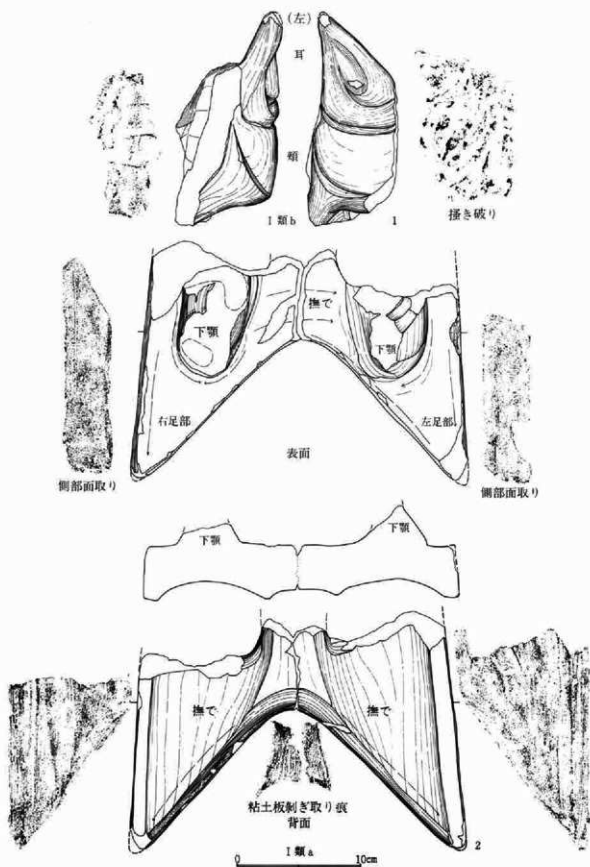 (左)
耳
頬
I類b
1
掻き破り
下顎
撫で
下顎
右足部
左足部
表面
側部面取り
側部面取り
下顎
下顎
撫で
撫で
粘土板剝ぎ取り痕
背面
2
I類a
0 10cm